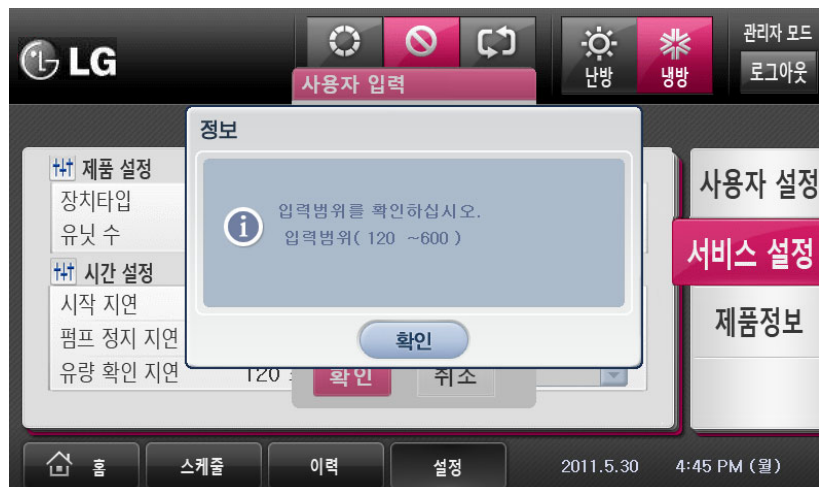 LG
난방
냉방
관리자 모드
로그아웃
사용자 입력
정보
입력범위를 확인하십시오.
입력범위( 120 ~600 )
확인
제품 설정
장치타입
유닛 수
시간 설정
시작 지연
펌프 정지 지연
유량 확인 지연
120
확인
취소
사용자 설정
서비스 설정
제품정보
홈
스케줄
이력
설정
2011.5.30
4:45 PM (월)